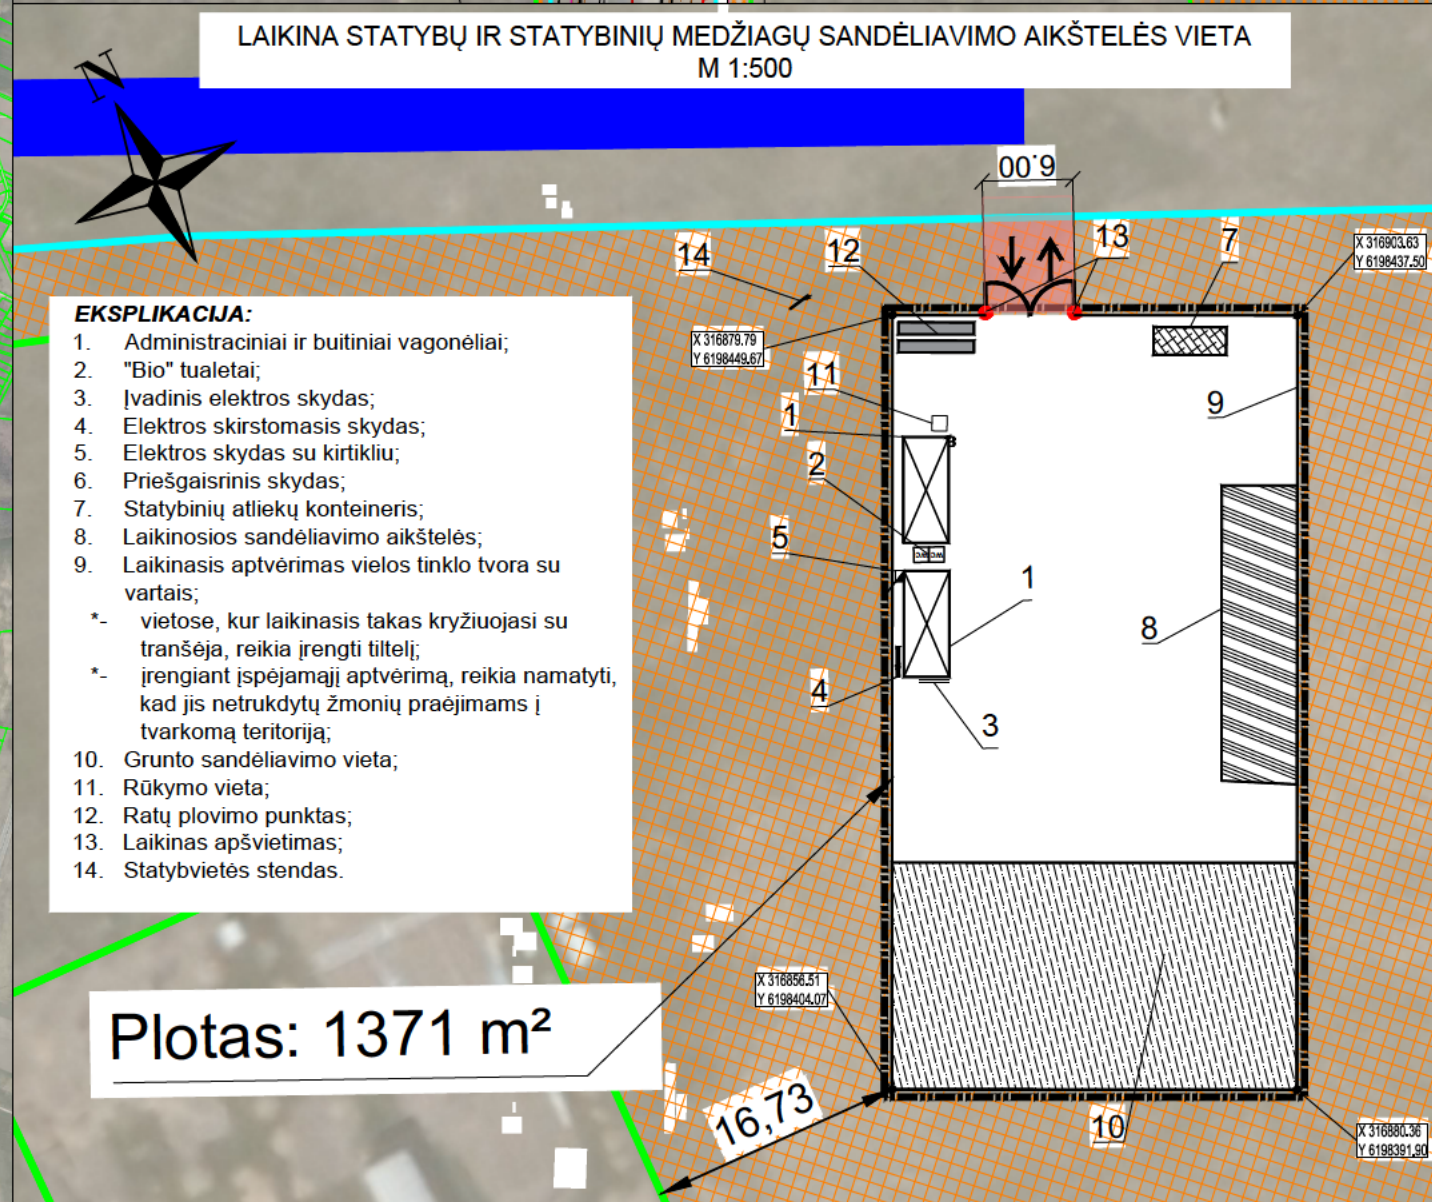 LAIKINA STATYBŲ IR STATYBINIŲ MEDŽIAGŲ SANDĖLIAVIMO AIKŠTELĖS VIETA
M 1:500
N
6.00
14
12
13
7
X 316903.63
Y 6198437.50
EKSPLIKACIJA:
1. Administraciniai ir buitiniai vagonėliai;
2. "Bio" tualetai;
3. Įvadinis elektros skydas;
4. Elektros skirstomasis skydas;
5. Elektros skydas su kirtikliu;
6. Priešgaisrinis skydas;
7. Statybinių atliekų konteineris;
8. Laikinosios sandėliavimo aikštelės;
9. Laikinasis aptvėrimas vielos tinklo tvora su
vartais;
*- vietose, kur laikinasis takas kryžiuojasi su
tranšėja, reikia įrengti tiltelį;
*- įrengiant įspėjamąjį aptvėrimą, reikia namatyti,
kad jis netrukdytų žmonių praėjimams į
tvarkomą teritoriją;
10. Grunto sandėliavimo vieta;
11. Rūkymo vieta;
12. Ratų plovimo punktas;
13. Laikinas apšvietimas;
14. Statybvietės stendas.
X 316879.79
Y 6198449.67
11
1
9
2
5
WC WC
1
8
4
3
X 316856.51
Y 6198404.07
Plotas: 1371 m²
16,73
10
X 316880.36
Y 6198391.90